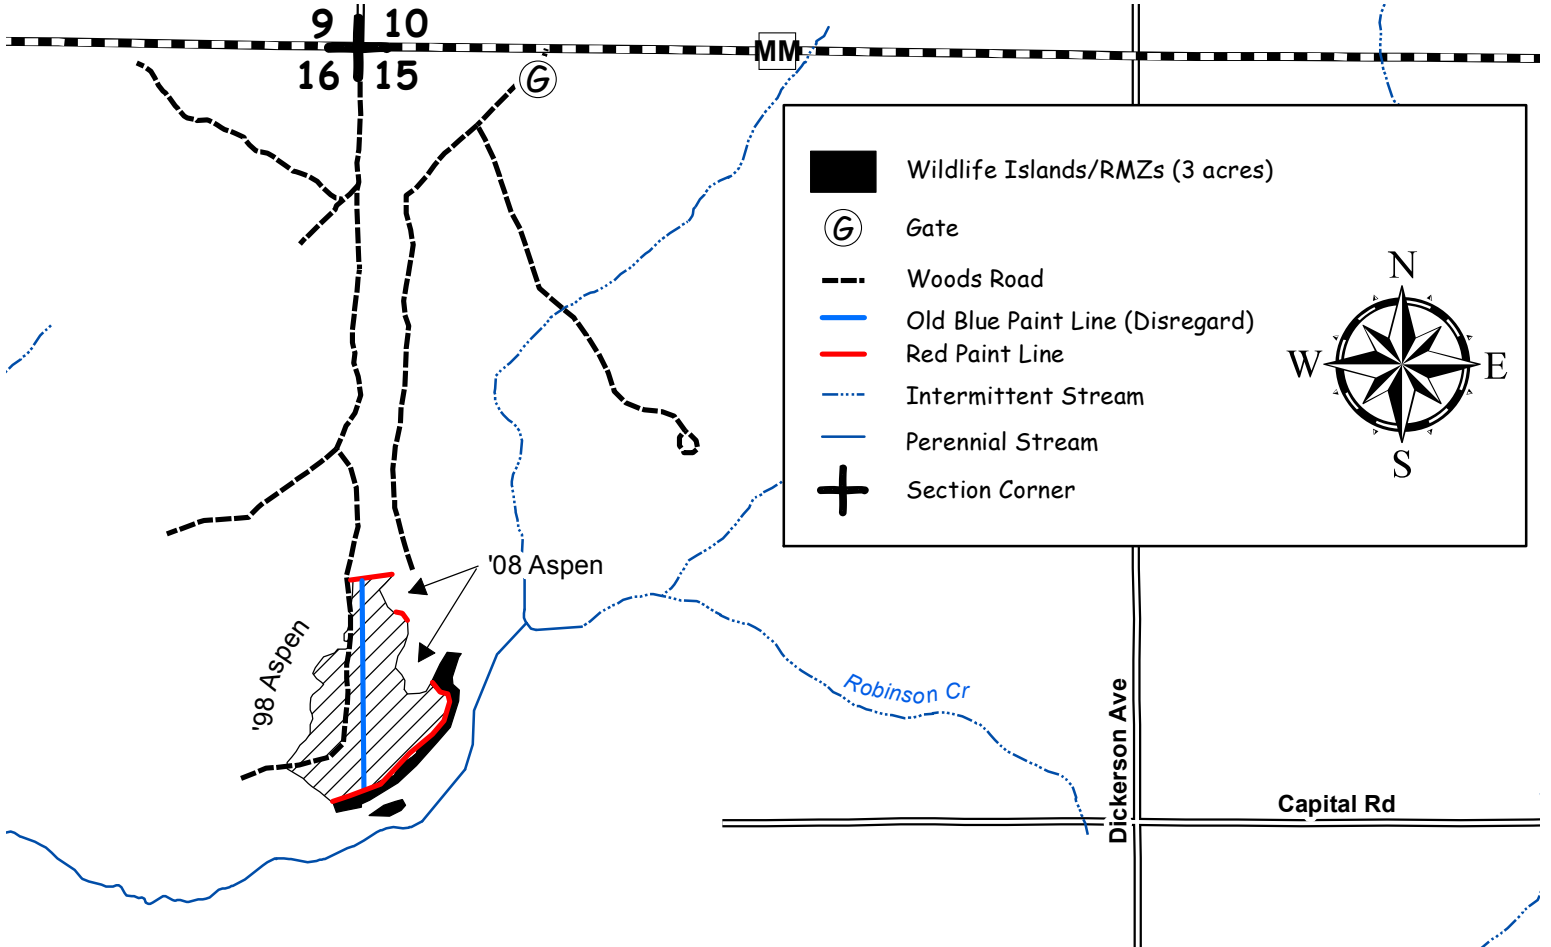 9 10
MM
16 15
G
Wildlife Islands/RMZs (3 acres)
G Gate
N
Woods Road
Old Blue Paint Line (Disregard)
Red Paint Line
W E
Intermittent Stream
Perennial Stream
S
Section Corner
'08 Aspen
'98 Aspen
Robinson Cr
Dickerson Ave
Capital Rd